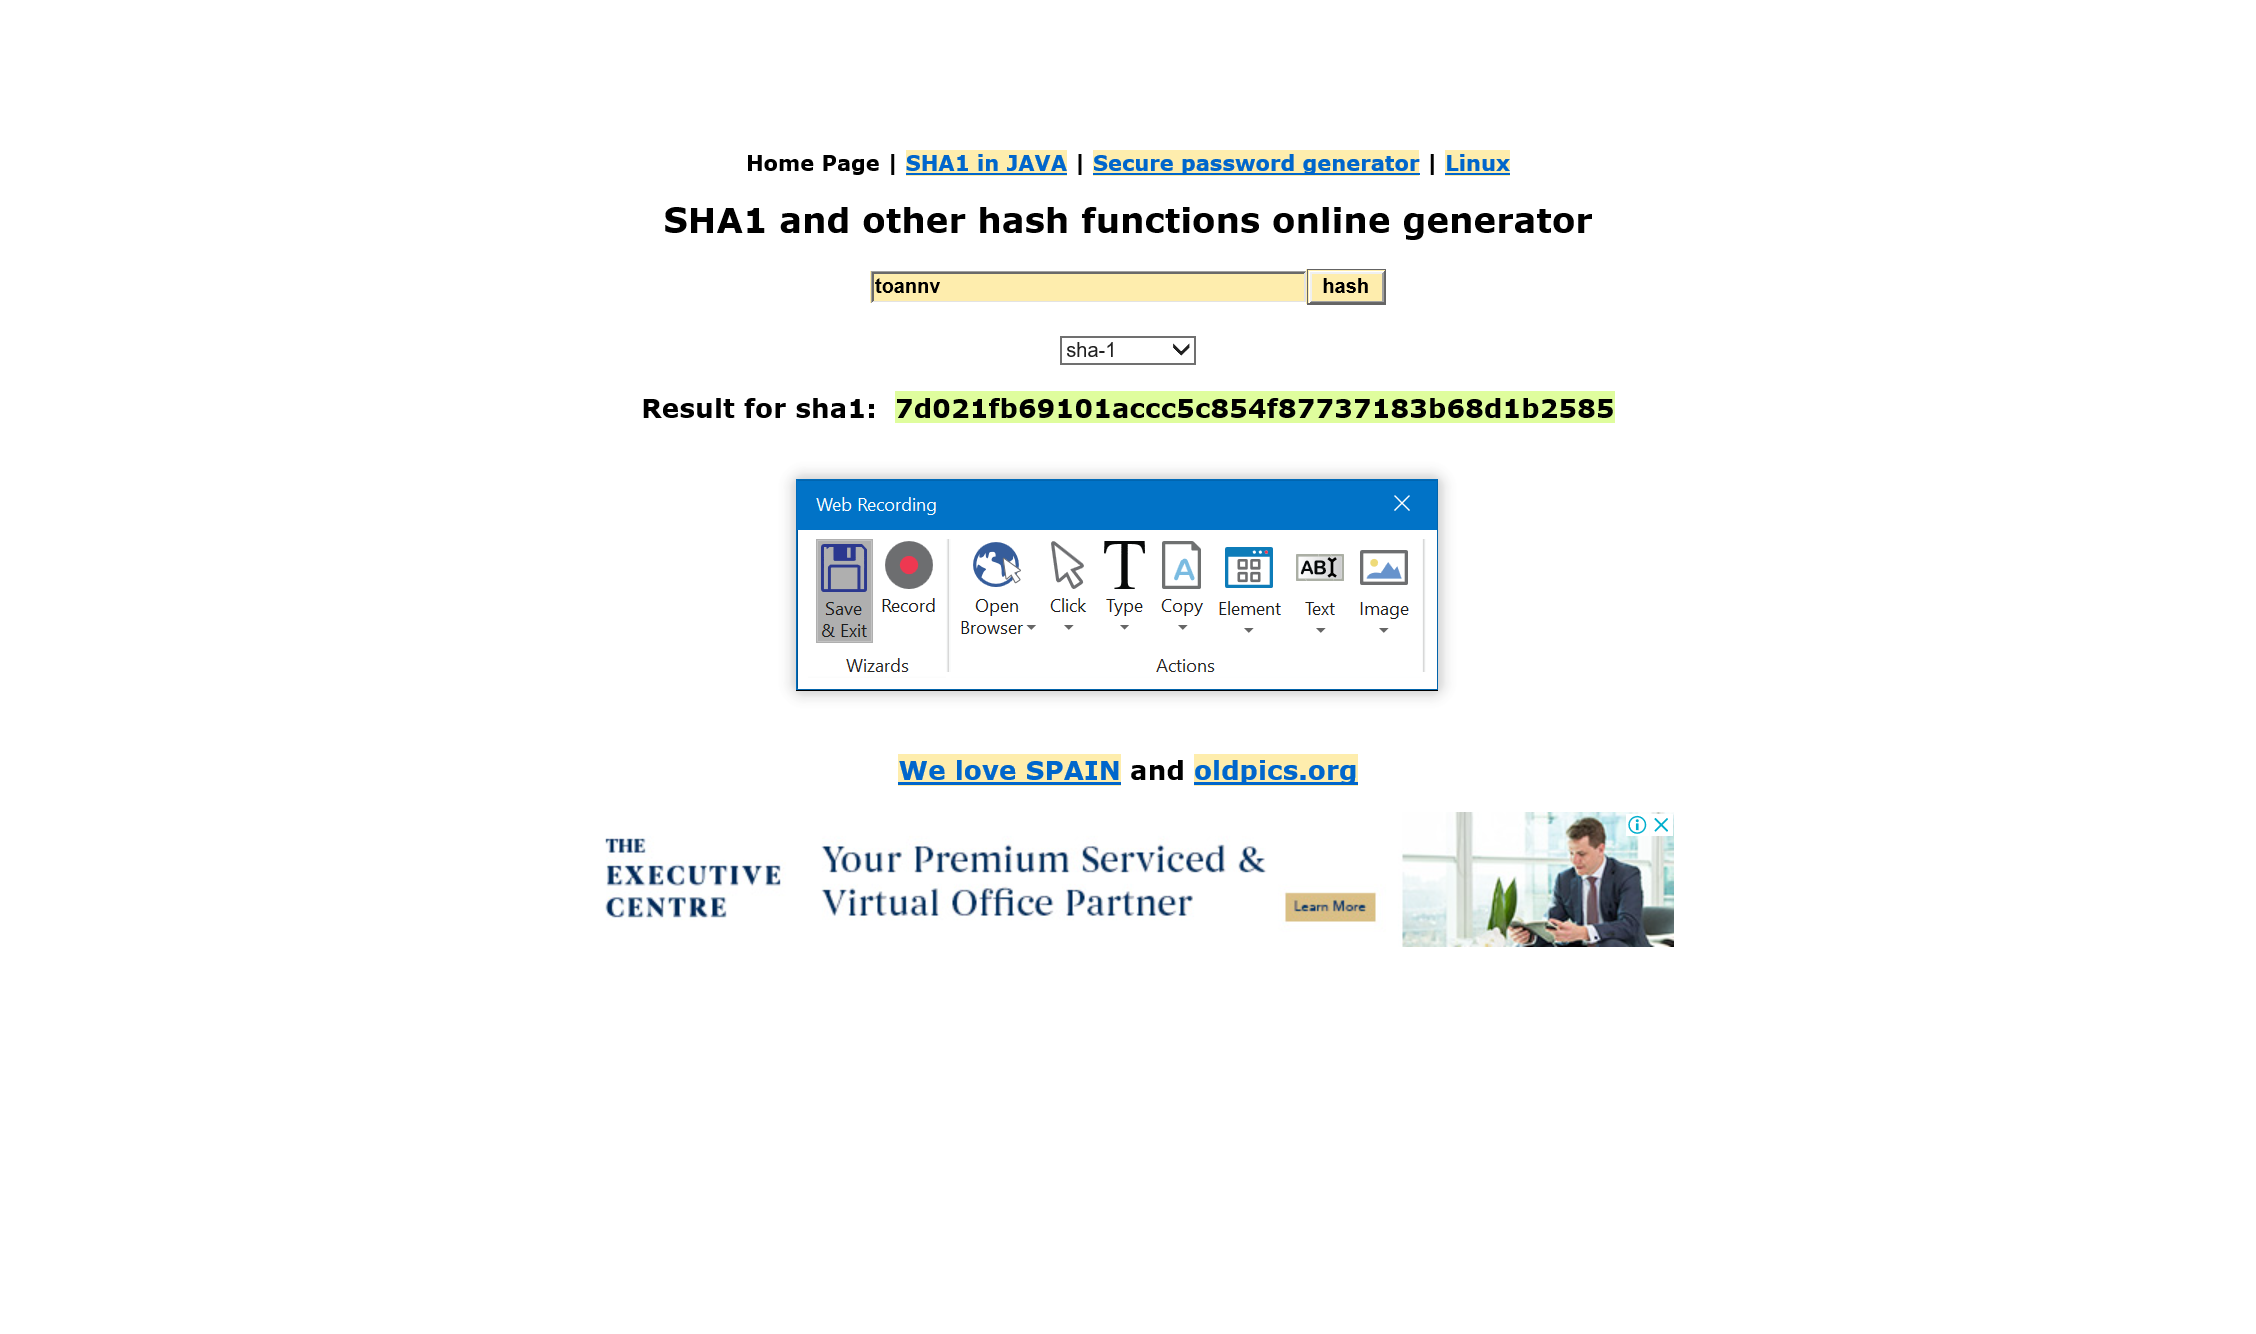 Home Page | SHA1 in JAVA | Secure password generator | Linux
SHA1 and other hash functions online generator
toannv hash
sha-1
Result for sha1: 7d021fb69101accc5c854f87737183b68d1b2585
Web Recording
Save & Exit
Record
Open Browser
Click
Type
Copy
Element
Text
Image
Wizards
Actions
We love SPAIN and oldpics.org
THE
EXECUTIVE
CENTRE
Your Premium Serviced &
Virtual Office Partner
Learn More